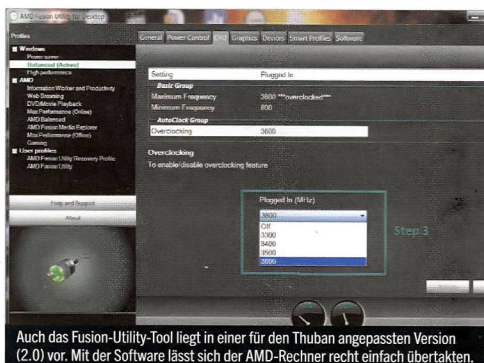 AMD Fusion Utility for Desktop
Profiles
General Power Control CPU Graphics Devices Smart Profiles Software
Windows
Power saver
Balanced (Active)
High performance
AMD
Information Worker and Productivity
Web Browsing
DVD/Movie Playback
Max Performance (Online)
AMD Balanced
AMD Fusion Media Explorer
Max Performance (Offline)
Gaming
User profiles
AMD Fusion Utility Recovery Profile
AMD Fusion Utility
Help and Support
About
Setting Plugged In
Basic Group
Maximum Frequency 3600 ***overclocked***
Minimum Frequency 800
AutoClock Group
Overclocking 3600
Overclocking
To enable/disable overclocking feature
Plugged In (MHz)
3600
Off
3300
3400
3500
3600
Step 3
Auch das Fusion-Utility-Tool liegt in einer für den Thuban angepassten Version
(2.0) vor. Mit der Software lässt sich der AMD-Rechner recht einfach übertakten.